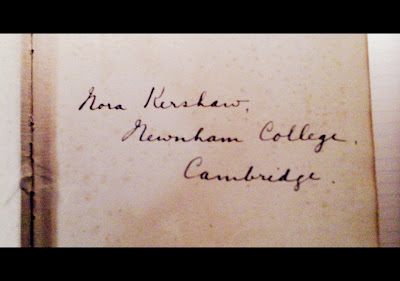 Nora Kershaw,
Newnham College,
Cambridge.